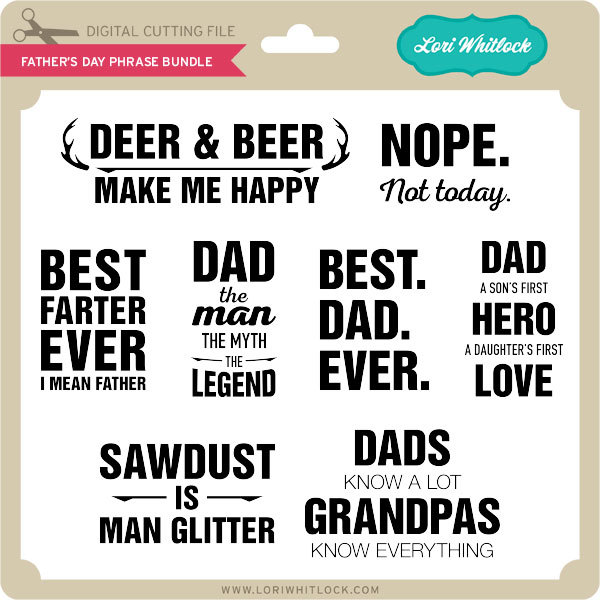 DIGITAL CUTTING FILE
FATHER'S DAY PHRASE BUNDLE
Lori Whitlock
DEER & BEER
MAKE ME HAPPY
NOPE.
Not today.
BEST
FARTER
EVER
I MEAN FATHER
DAD
the
man
THE MYTH
THE
LEGEND
BEST.
DAD.
EVER.
DAD
A SON'S FIRST
HERO
A DAUGHTER'S FIRST
LOVE
SAWDUST
IS
MAN GLITTER
DADS
KNOW A LOT
GRANDPAS
KNOW EVERYTHING
WWW.LORIWHITLOCK.COM